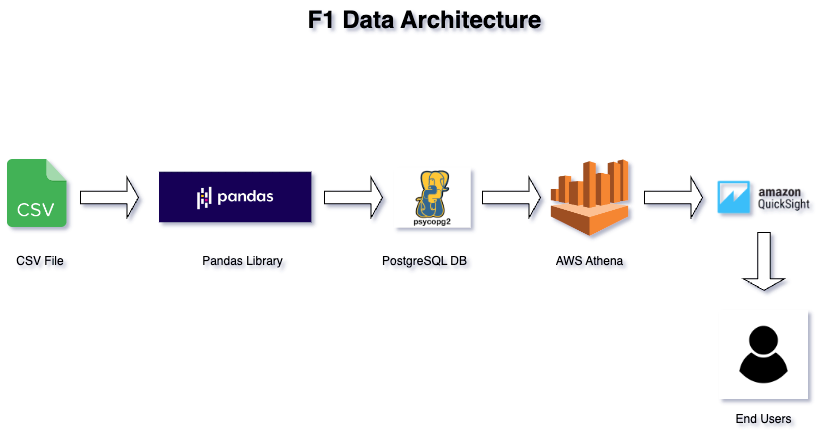 F1 Data Architecture
CSV
pandas
psycopg2
amazon
QuickSight
CSV File
Pandas Library
PostgreSQL DB
AWS Athena
End Users